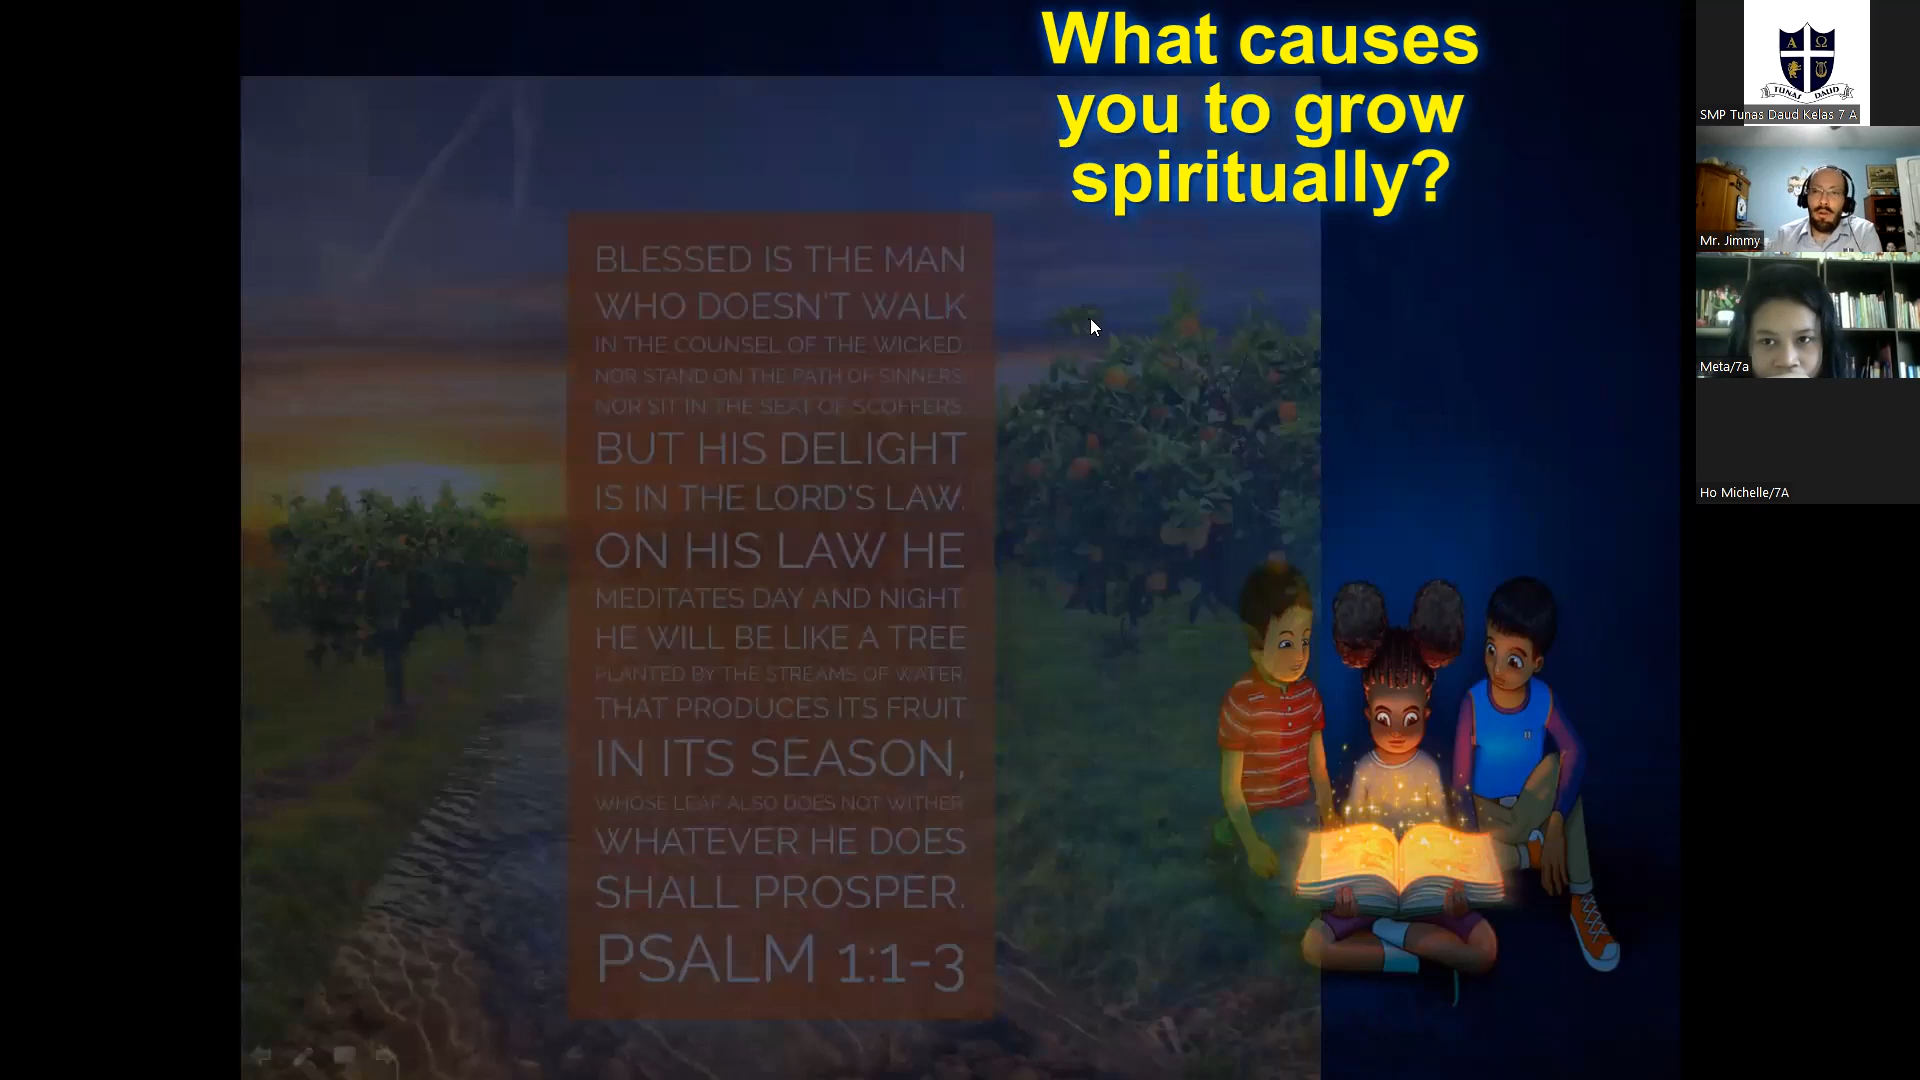 What causes
you to grow
spiritually?
BLESSED IS THE MAN
WHO DOESN'T WALK
IN THE COUNSEL OF THE WICKED
NOR STAND ON THE PATH OF SINNERS,
NOR SIT IN THE SEAT OF SCOFFERS.
BUT HIS DELIGHT
IS IN THE LORD'S LAW.
ON HIS LAW HE
MEDITATES DAY AND NIGHT.
HE WILL BE LIKE A TREE
PLANTED BY THE STREAMS OF WATER,
THAT PRODUCES ITS FRUIT
IN ITS SEASON,
WHOSE LEAF ALSO DOES NOT WITHER.
WHATEVER HE DOES
SHALL PROSPER.
PSALM 1:1-3
Α Ω
TUNAS DAUD
SMP Tunas Daud Kelas 7 A
Mr. Jimmy
Meta/7a
Ho Michelle/7A